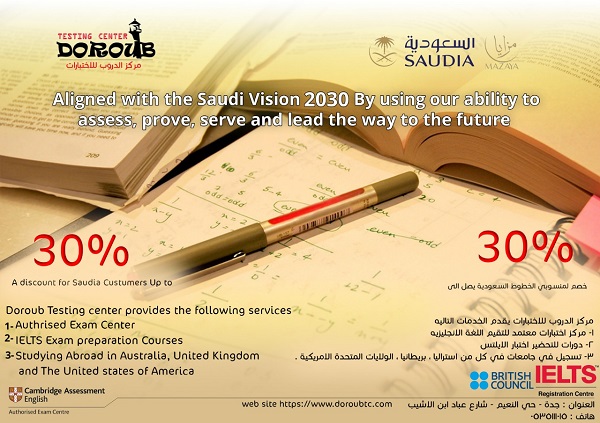 TESTING CENTER
DOROUB
مركز الدروب للاختبارات
السعودية
SAUDIA
مزايا
MAZAYA
Aligned with the Saudi Vision 2030 By using our ability to
assess, prove, serve and lead the way to the future
209
30%
A discount for Saudia Custumers Up to
30%
خصم لمنسوبي الخطوط السعودية يصل الى
Doroub Testing center provides the following services
1- Authrised Exam Center
2- IELTS Exam preparation Courses
3- Studying Abroad in Australia, United Kingdom
and The United states of America
مركز الدروب للاختبارات يقدم الخدمات التاليه
١- مركز اختبارات معتمد للتقيم اللغة الانجليزيه
٢- دورات للتحضير اختبار الايلتس
٣- تسجيل في جامعات في كل من استراليا ، بريطانيا ، الولايات المتحدة الامريكية .
Cambridge Assessment
English
Authorised Exam Centre
web site https://www.doroubtc.com
BRITISH
COUNCIL
IELTS
Registration Centre
العنوان : جدة - حي النعيم - شارع عباد ابن الاشيب